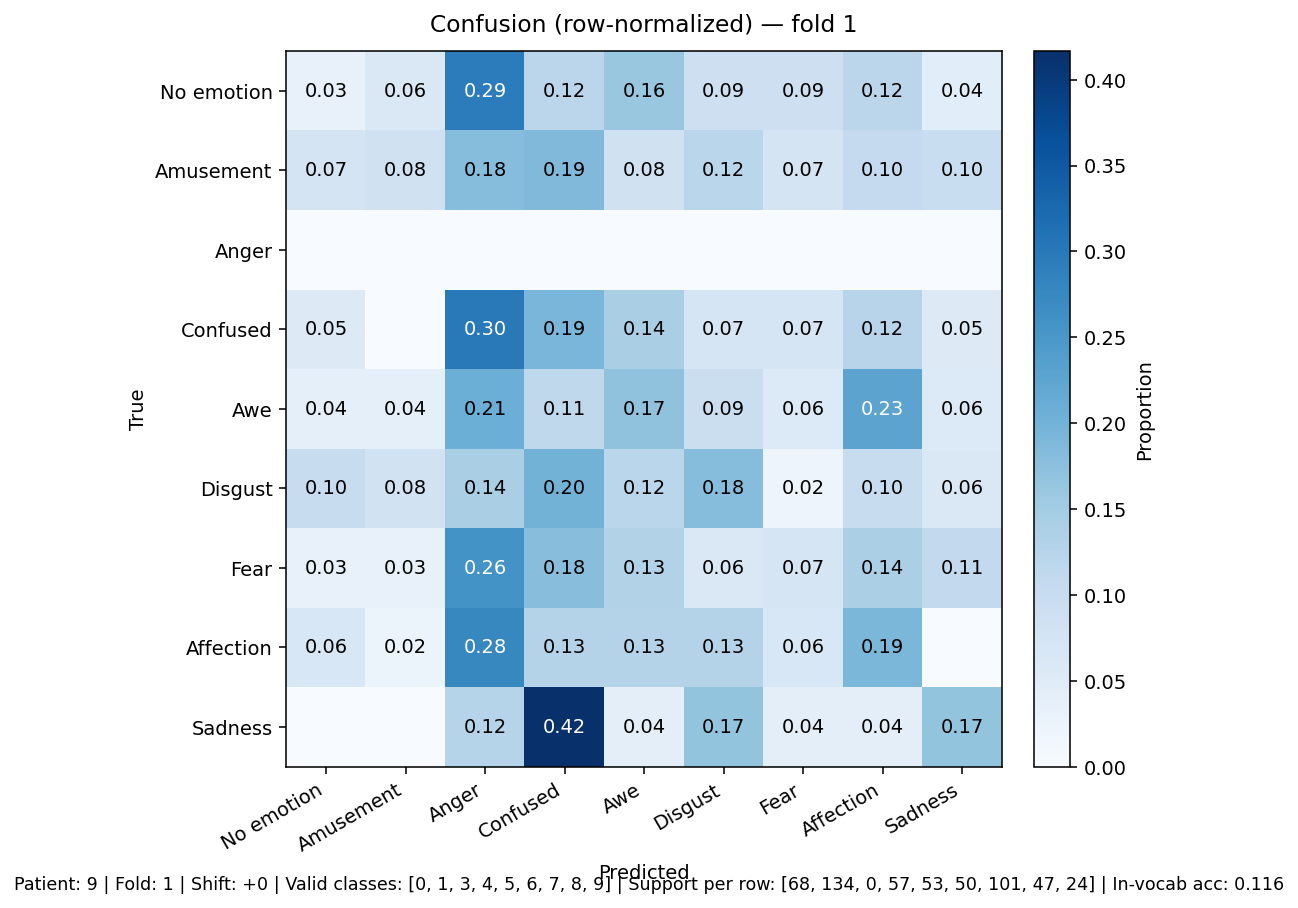 Confusion (row-normalized) — fold 1
No emotion 0.03 0.06 0.29 0.12 0.16 0.09 0.09 0.12 0.04
Amusement 0.07 0.08 0.18 0.19 0.08 0.12 0.07 0.10 0.10
Anger
Confused 0.05 0.30 0.19 0.14 0.07 0.07 0.12 0.05
Awe 0.04 0.04 0.21 0.11 0.17 0.09 0.06 0.23 0.06
Disgust 0.10 0.08 0.14 0.20 0.12 0.18 0.02 0.10 0.06
Fear 0.03 0.03 0.26 0.18 0.13 0.06 0.07 0.14 0.11
Affection 0.06 0.02 0.28 0.13 0.13 0.13 0.06 0.19
Sadness 0.12 0.42 0.04 0.17 0.04 0.04 0.17
True
No emotion Amusement Anger Confused Awe Disgust Fear Affection Sadness
Predicted
0.40
0.35
0.30
0.25
0.20
0.15
0.10
0.05
0.00
Proportion
Patient: 9 | Fold: 1 | Shift: +0 | Valid classes: [0, 1, 3, 4, 5, 6, 7, 8, 9] | Support per row: [68, 134, 0, 57, 53, 50, 101, 47, 24] | In-vocab acc: 0.116